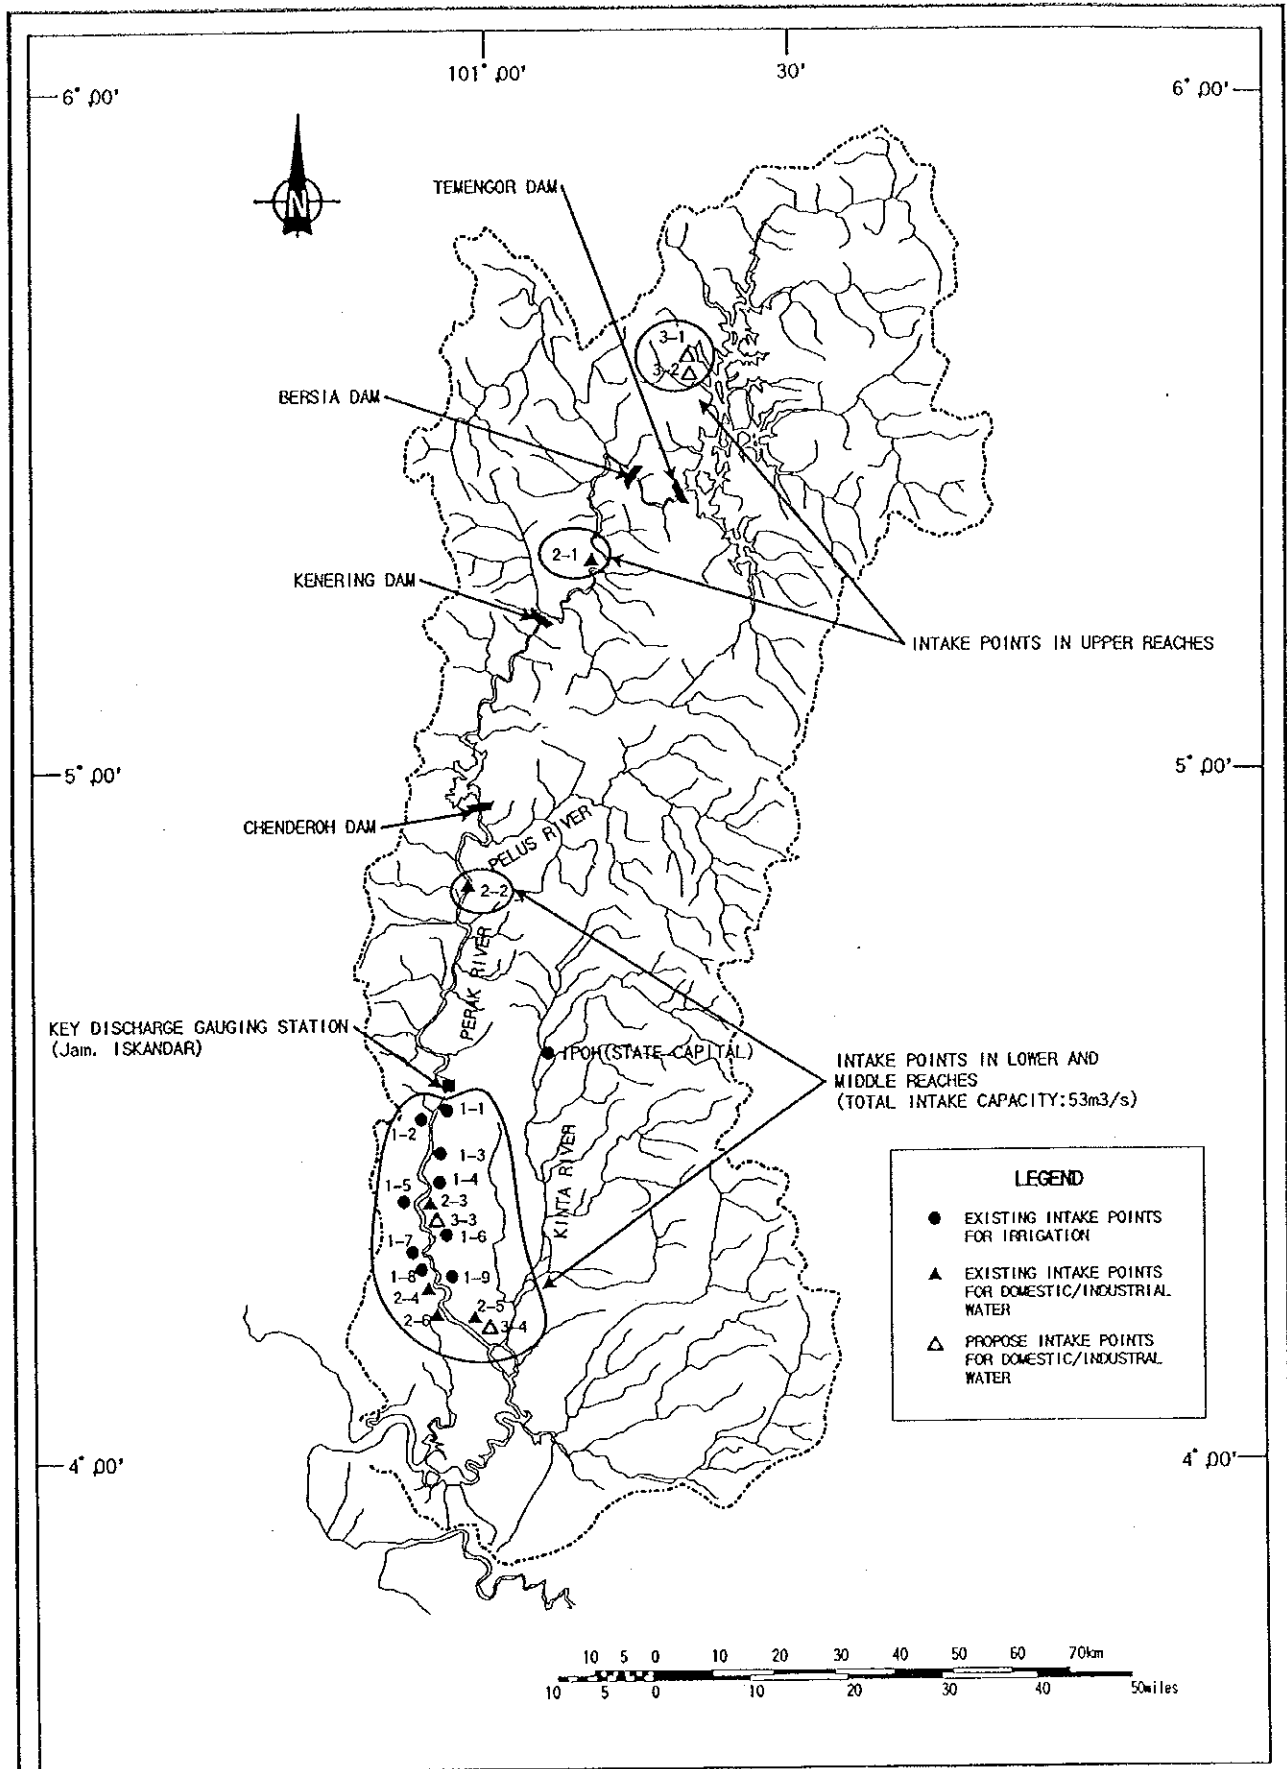 101° 00'
30'
6° 00'
6° 00'
N
TEMENGOR DAM
3-1
3-2
BERSIA DAM
2-1
KENERING DAM
INTAKE POINTS IN UPPER REACHES
5° 00'
5° 00'
CHENDEROH DAM
PELUS RIVER
2-2
PERAK RIVER
KEY DISCHARGE GAUGING STATION
(Jam. ISKANDAR)
IPOH(STATE CAPITAL)
INTAKE POINTS IN LOWER AND
MIDDLE REACHES
(TOTAL INTAKE CAPACITY:53m3/s)
1-1
1-2
1-3
1-4
1-5
2-3
3-3
1-6
1-7
1-8
1-9
2-4
2-5
2-6
3-4
KINTA RIVER
LEGEND
EXISTING INTAKE POINTS
FOR IRRIGATION
EXISTING INTAKE POINTS
FOR DOMESTIC/INDUSTRIAL
WATER
PROPOSE INTAKE POINTS
FOR DOMESTIC/INDUSTRAL
WATER
4° 00'
4° 00'
10 5 0 10 20 30 40 50 60 70km
10 5 0 10 20 30 40 50miles